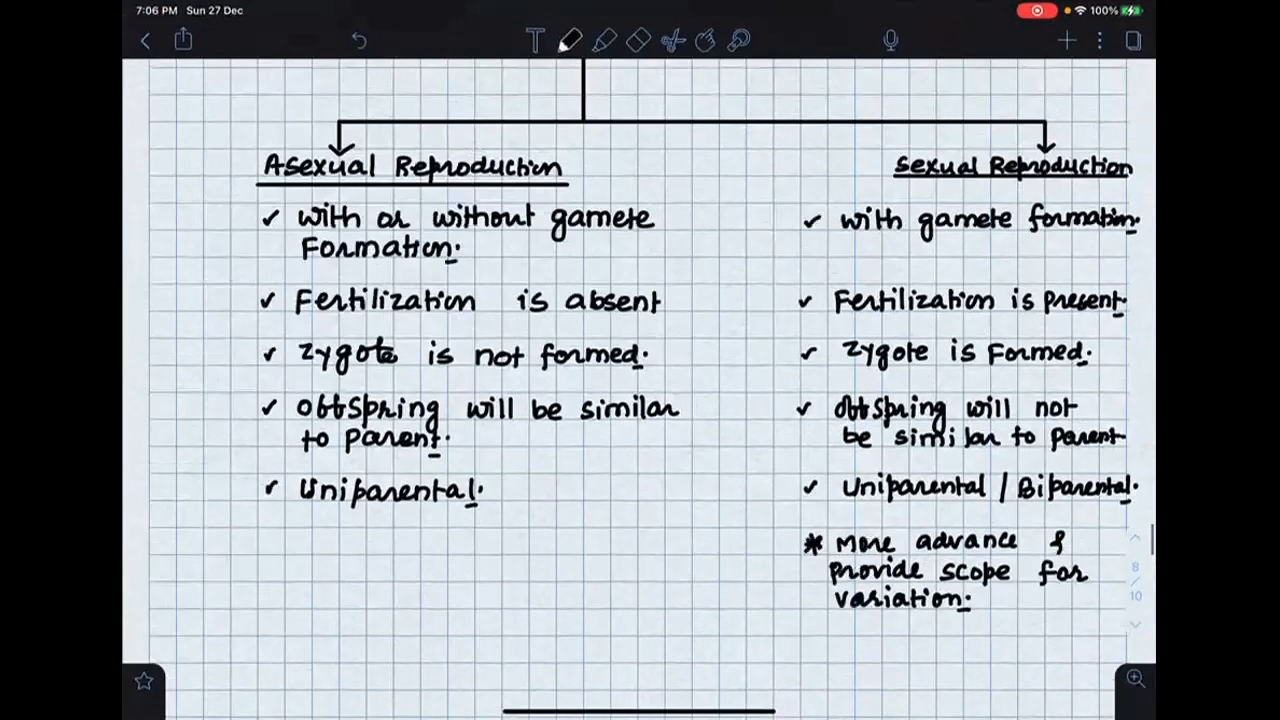 7:06 PM Sun 27 Dec
100%
Asexual Reproduction
with or without gamete
Formation.
Fertilization is absent
Zygote is not formed.
Offspring will be similar
to parent.
Uniparental.
Sexual Reproduction
with gamete formation.
Fertilization is present.
Zygote is Formed.
Offspring will not
be similar to parent
Uniparental / Biparental.
* More advance &
provide scope for
variation.
8
/
10